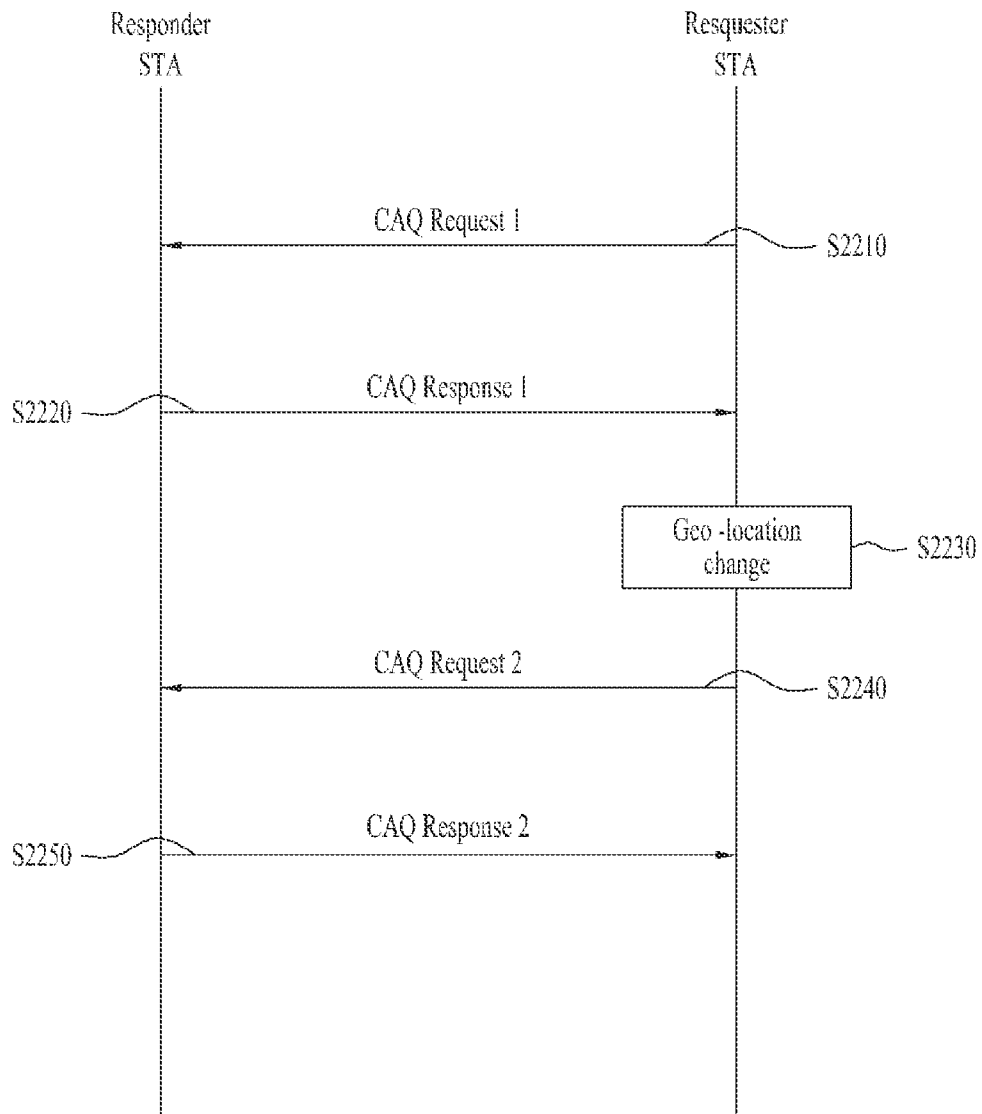 Responder
STA
Resquester
STA
CAQ Request 1
S2210
CAQ Response 1
S2220
Geo -location
change
S2230
CAQ Request 2
S2240
CAQ Response 2
S2250